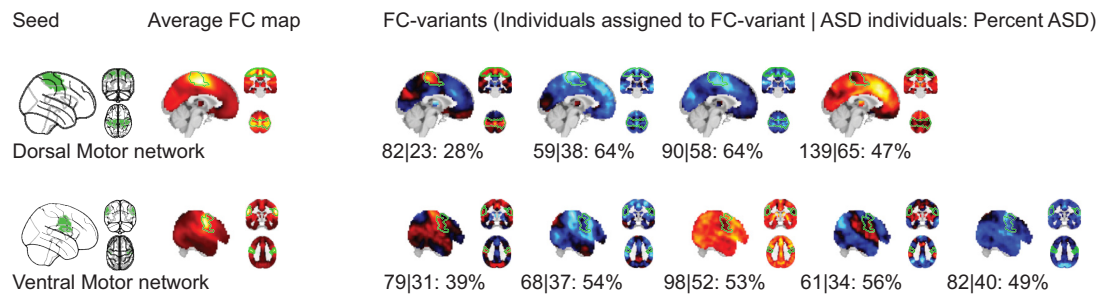 Seed Average FC map FC-variants (Individuals assigned to FC-variant | ASD individuals: Percent ASD)
Dorsal Motor network 82|23: 28% 59|38: 64% 90|58: 64% 139|65: 47%
Ventral Motor network 79|31: 39% 68|37: 54% 98|52: 53% 61|34: 56% 82|40: 49%